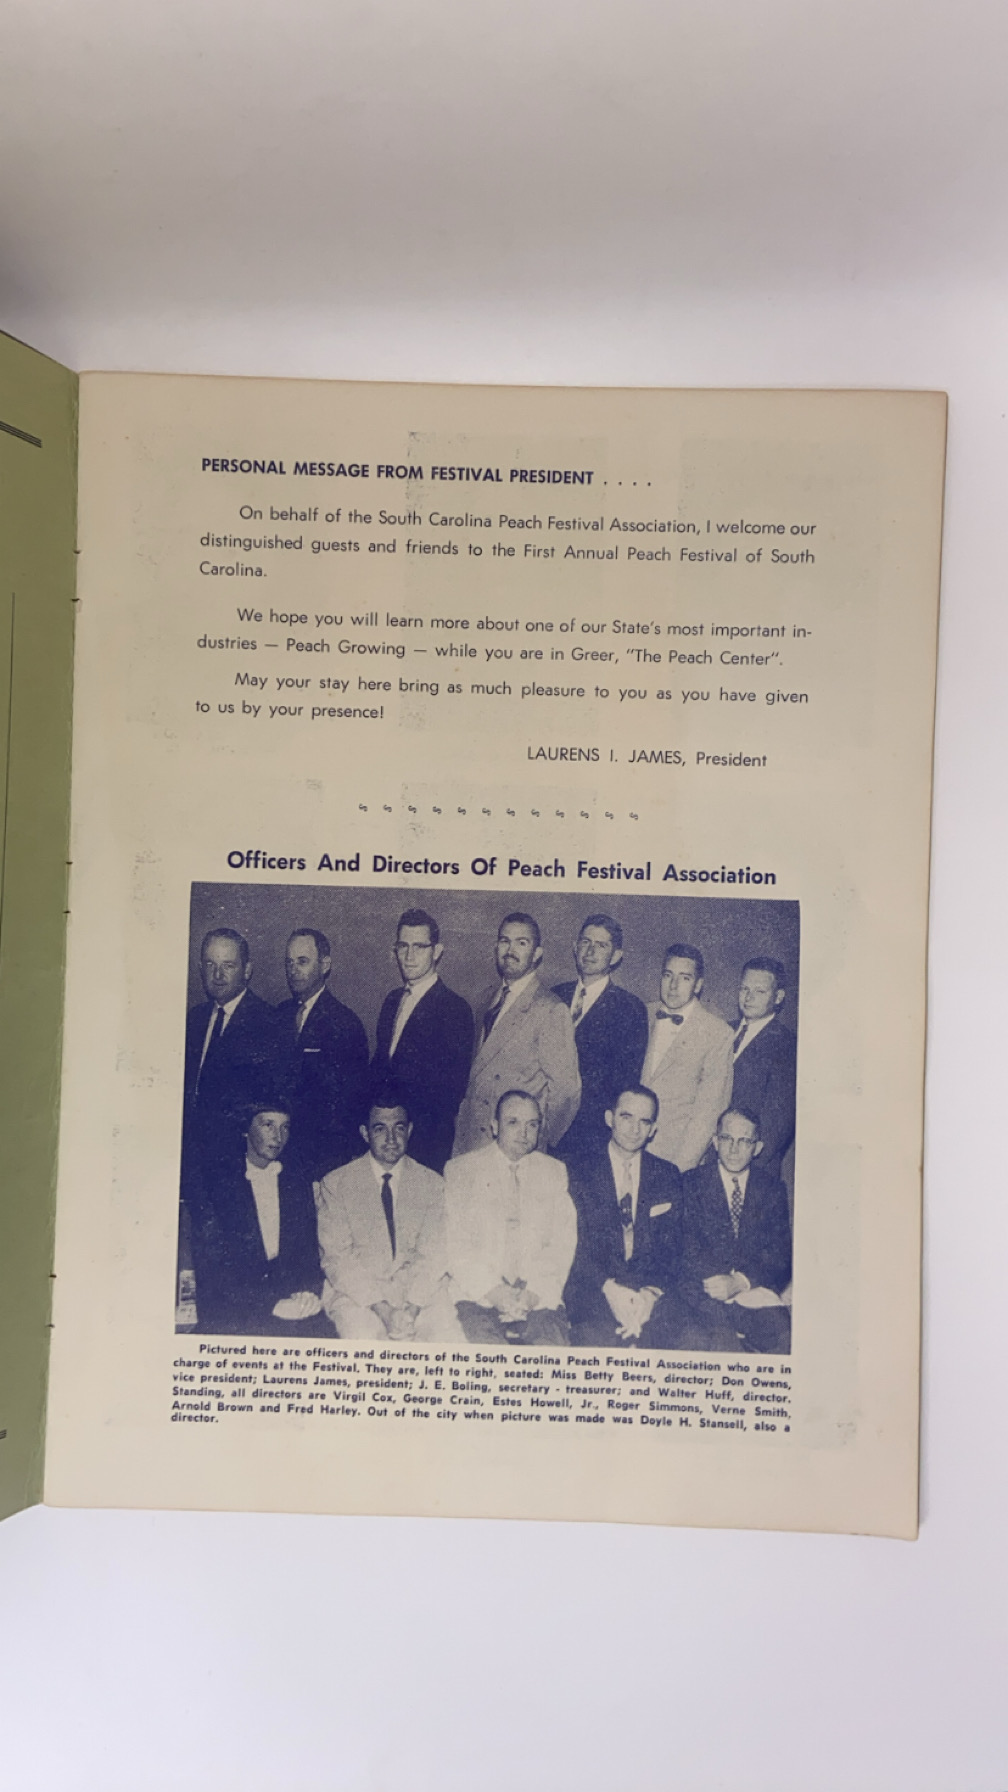 PERSONAL MESSAGE FROM FESTIVAL PRESIDENT . . . .
On behalf of the South Carolina Peach Festival Association, I welcome our
distinguished guests and friends to the First Annual Peach Festival of South
Carolina.
We hope you will learn more about one of our State's most important in-
dustries — Peach Growing — while you are in Greer, "The Peach Center".
May your stay here bring as much pleasure to you as you have given
to us by your presence!
LAURENS I. JAMES, President
Officers And Directors Of Peach Festival Association
Pictured here are officers and directors of the South Carolina Peach Festival Association who are in
charge of events at the Festival. They are, left to right, seated: Miss Betty Beers, director; Don Owens,
vice president; Laurens James, president; J. E. Boling, secretary - treasurer; and Walter Huff, director.
Standing, all directors are Virgil Cox, George Crain, Estes Howell, Jr., Roger Simmons, Verne Smith,
Arnold Brown and Fred Harley. Out of the city when picture was made was Doyle H. Stansell, also a
director.